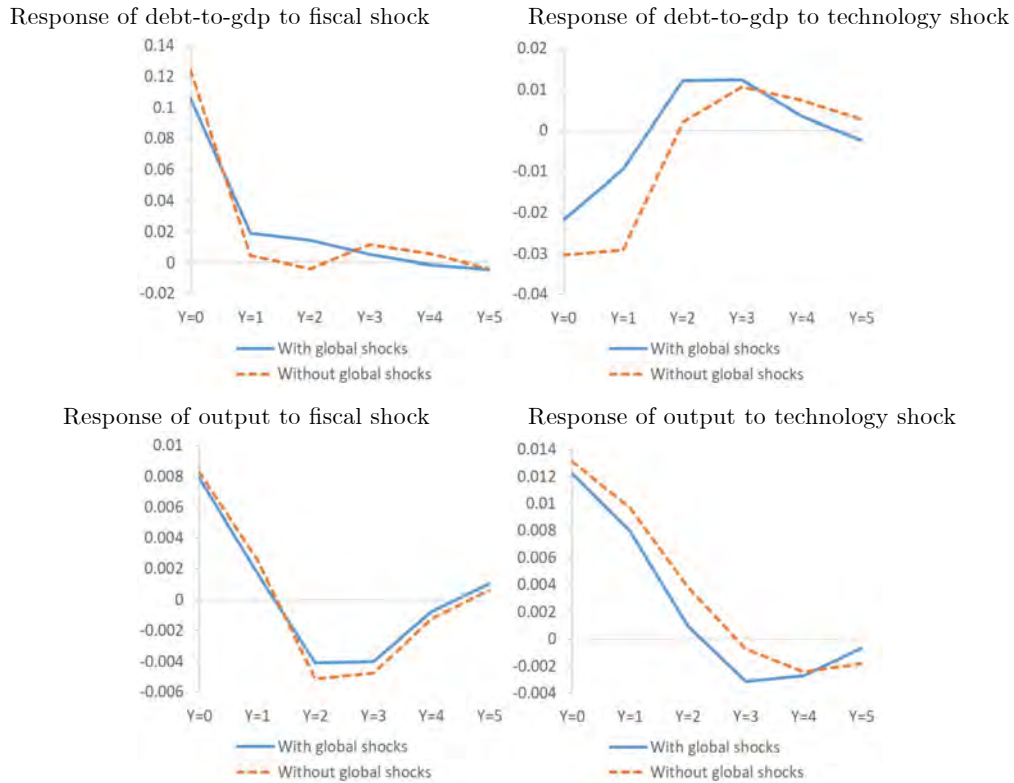 Response of debt-to-gdp to fiscal shock
0.14
0.12
0.1
0.08
0.06
0.04
0.02
0
-0.02
Y=0 Y=1 Y=2 Y=3 Y=4 Y=5
With global shocks
Without global shocks
Response of debt-to-gdp to technology shock
0.02
0.01
0
-0.01
-0.02
-0.03
-0.04
Y=0 Y=1 Y=2 Y=3 Y=4 Y=5
With global shocks
Without global shocks
Response of output to fiscal shock
0.01
0.008
0.006
0.004
0.002
0
-0.002
-0.004
-0.006
Y=0 Y=1 Y=2 Y=3 Y=4 Y=5
With global shocks
Without global shocks
Response of output to technology shock
0.014
0.012
0.01
0.008
0.006
0.004
0.002
0
-0.002
-0.004
Y=0 Y=1 Y=2 Y=3 Y=4 Y=5
With global shocks
Without global shocks